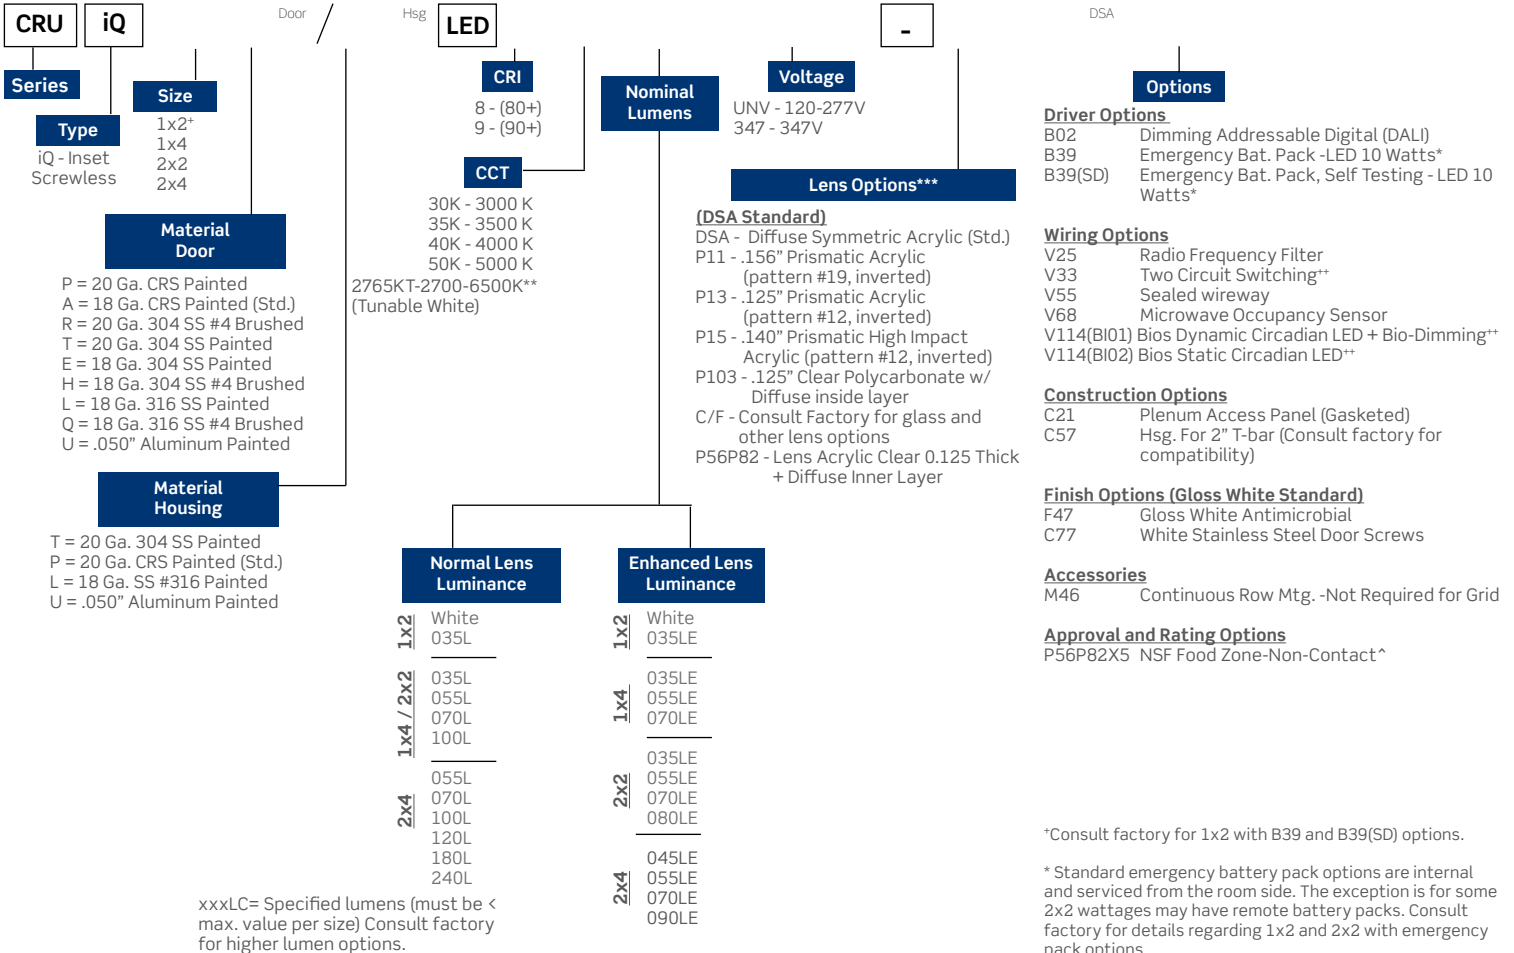 CRU iQ Door / Hsg LED - DSA
Series
Type
iQ - Inset
Screwless
Size
1x2⁺
1x4
2x2
2x4
Material
Door
P = 20 Ga. CRS Painted
A = 18 Ga. CRS Painted (Std.)
R = 20 Ga. 304 SS #4 Brushed
T = 20 Ga. 304 SS Painted
E = 18 Ga. 304 SS Painted
H = 18 Ga. 304 SS #4 Brushed
L = 18 Ga. 316 SS Painted
Q = 18 Ga. 316 SS #4 Brushed
U = .050” Aluminum Painted
Material
Housing
T = 20 Ga. 304 SS Painted
P = 20 Ga. CRS Painted (Std.)
L = 18 Ga. SS #316 Painted
U = .050” Aluminum Painted
CRI
8 - (80+)
9 - (90+)
CCT
30K - 3000 K
35K - 3500 K
40K - 4000 K
50K - 5000 K
2765KT-2700-6500K**
(Tunable White)
Nominal
Lumens
Normal Lens
Luminance
1x2
White
035L
1x4 / 2x2
035L
055L
070L
100L
2x4
055L
070L
100L
120L
180L
240L
xxxLC= Specified lumens (must be <
max. value per size) Consult factory
for higher lumen options.
Enhanced Lens
Luminance
1x2
White
035LE
1x4
035LE
055LE
070LE
2x2
035LE
055LE
070LE
080LE
2x4
045LE
055LE
070LE
090LE
Voltage
UNV - 120-277V
347 - 347V
Lens Options***
(DSA Standard)
DSA - Diffuse Symmetric Acrylic (Std.)
P11 - .156” Prismatic Acrylic
(pattern #19, inverted)
P13 - .125” Prismatic Acrylic
(pattern #12, inverted)
P15 - .140” Prismatic High Impact
Acrylic (pattern #12, inverted)
P103 - .125” Clear Polycarbonate w/
Diffuse inside layer
C/F - Consult Factory for glass and
other lens options
P56P82 - Lens Acrylic Clear 0.125 Thick
+ Diffuse Inner Layer
Options
Driver Options
B02 Dimming Addressable Digital (DALI)
B39 Emergency Bat. Pack -LED 10 Watts*
B39(SD) Emergency Bat. Pack, Self Testing - LED 10
Watts*
Wiring Options
V25 Radio Frequency Filter
V33 Two Circuit Switching⁺⁺
V55 Sealed wireway
V68 Microwave Occupancy Sensor
V114(BI01) Bios Dynamic Circadian LED + Bio-Dimming⁺⁺
V114(BI02) Bios Static Circadian LED⁺⁺
Construction Options
C21 Plenum Access Panel (Gasketed)
C57 Hsg. For 2” T-bar (Consult factory for
compatibility)
Finish Options (Gloss White Standard)
F47 Gloss White Antimicrobial
C77 White Stainless Steel Door Screws
Accessories
M46 Continuous Row Mtg. -Not Required for Grid
Approval and Rating Options
P56P82X5 NSF Food Zone-Non-Contact^
⁺Consult factory for 1x2 with B39 and B39(SD) options.
* Standard emergency battery pack options are internal
and serviced from the room side. The exception is for some
2x2 wattages may have remote battery packs. Consult
factory for details regarding 1x2 and 2x2 with emergency
pack options